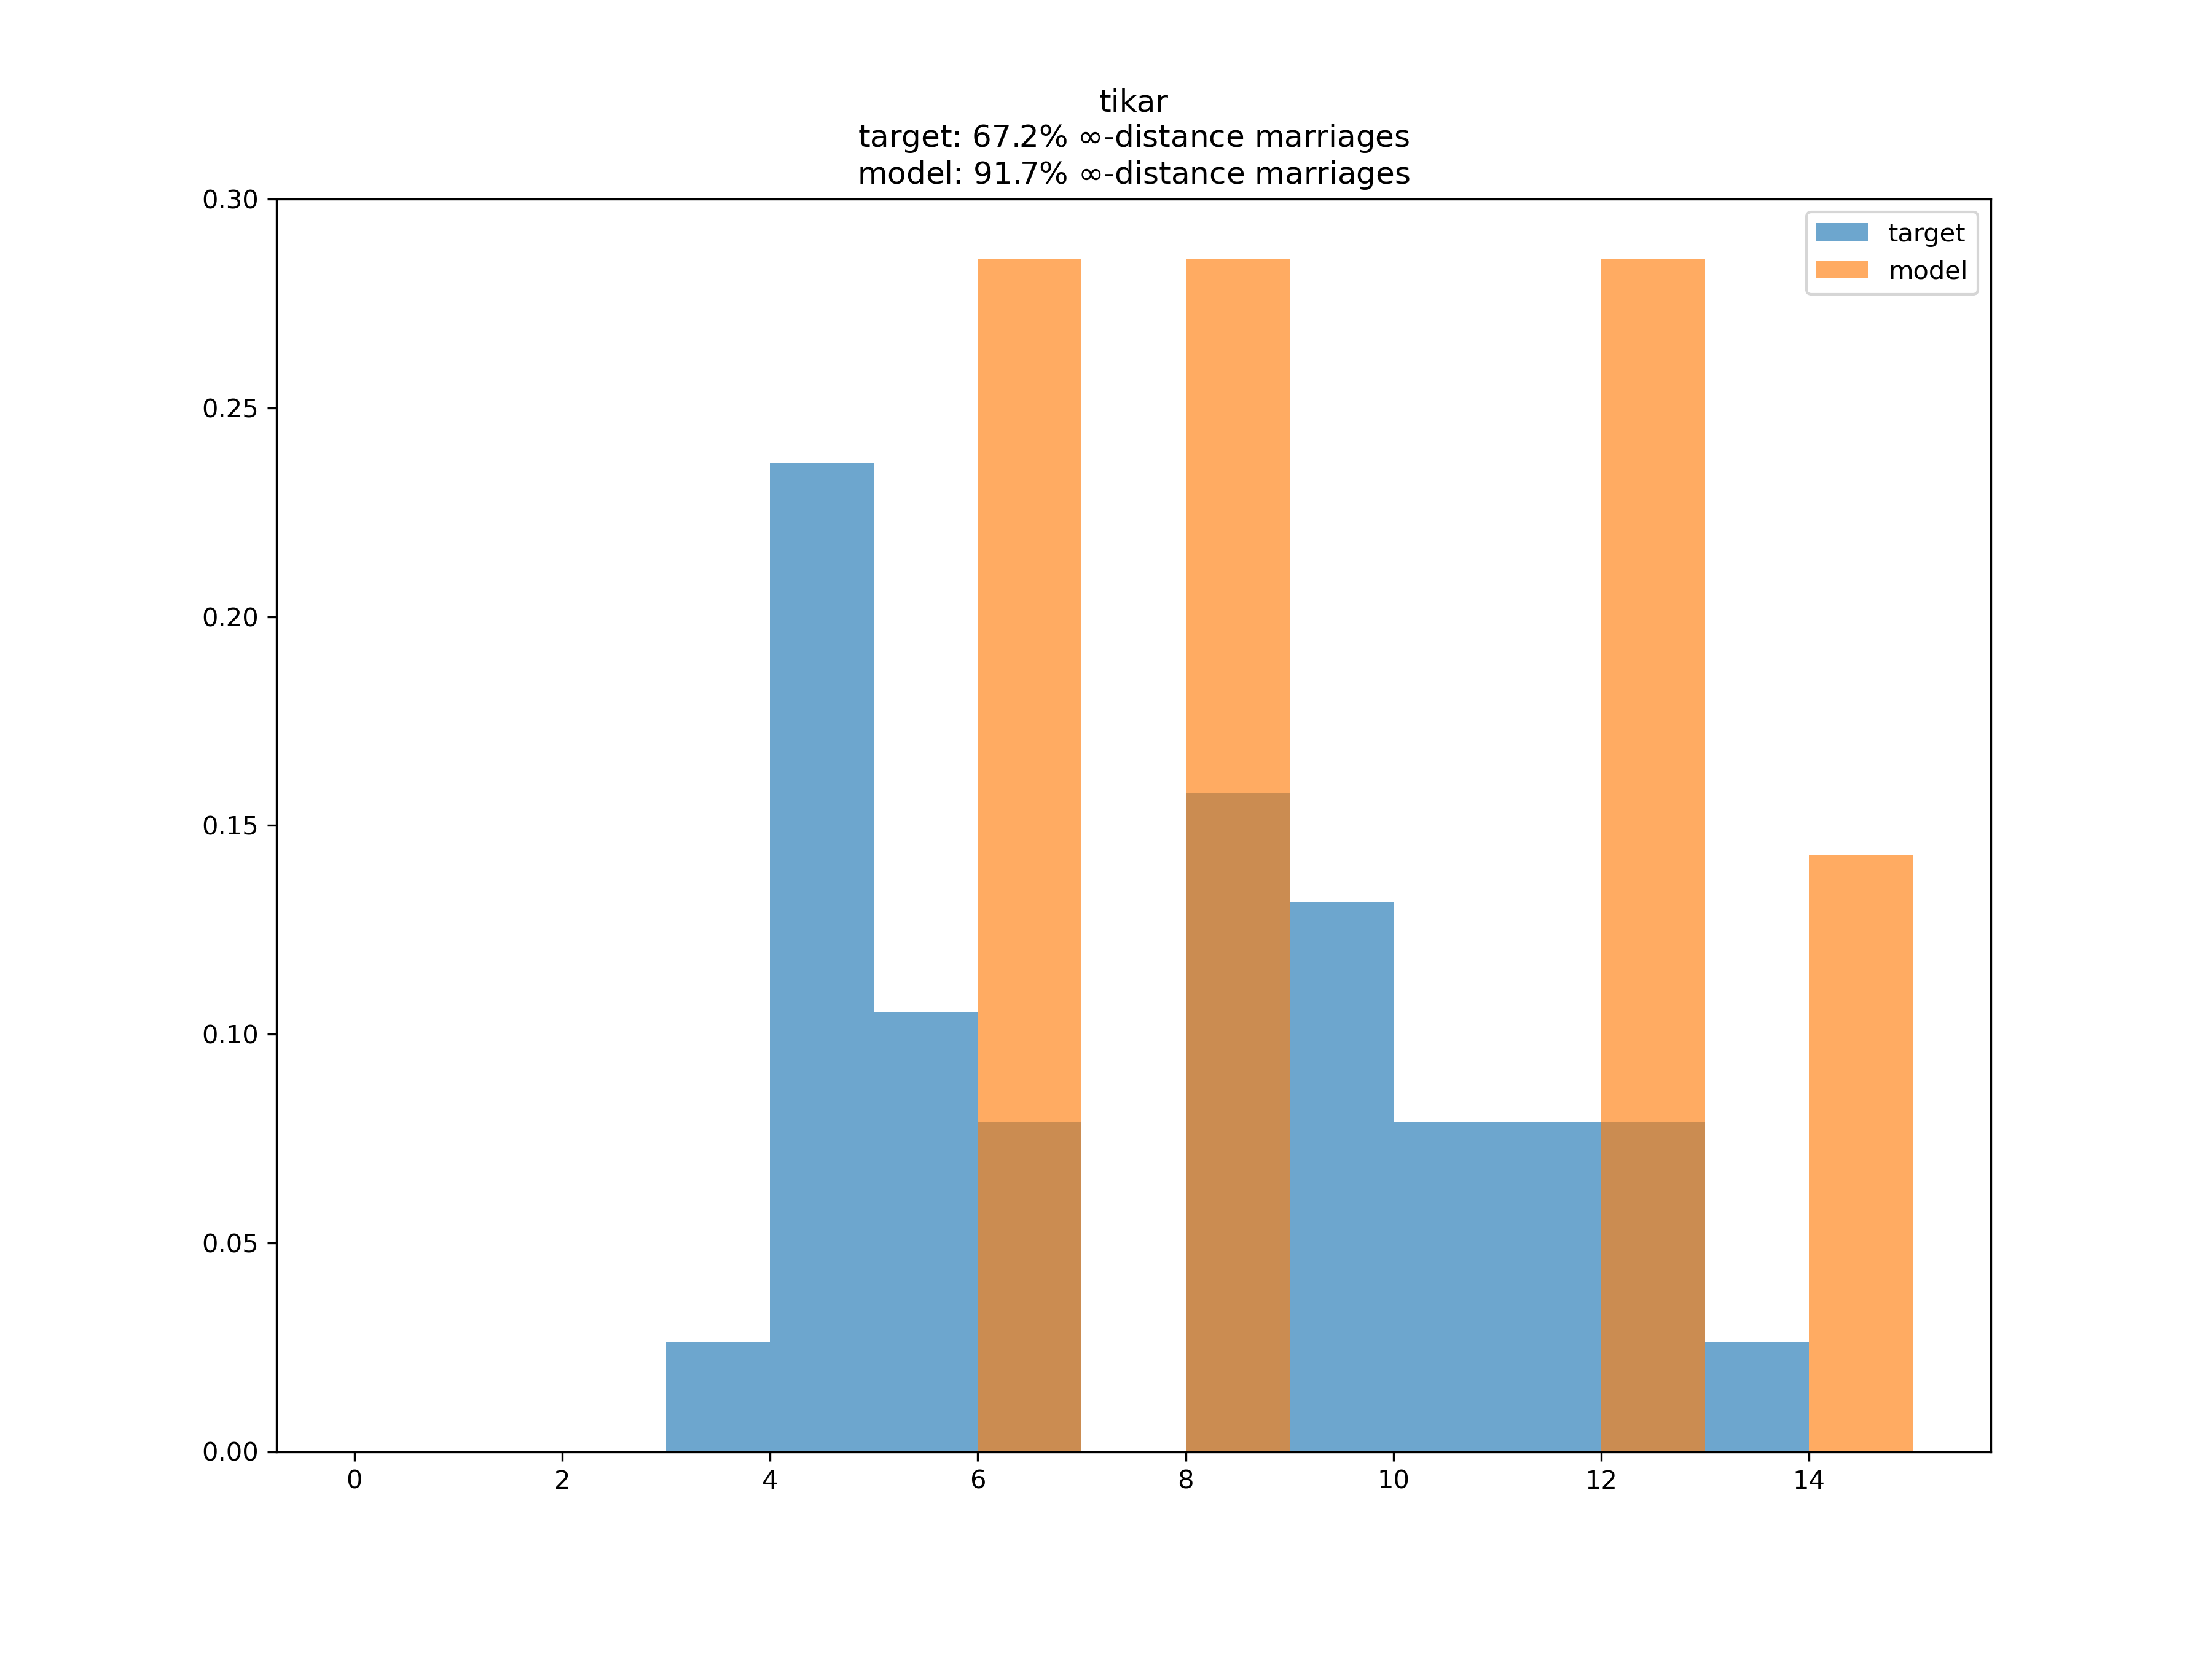 tikar
target: 67.2% ∞-distance marriages
model: 91.7% ∞-distance marriages
target
model
0.30
0.25
0.20
0.15
0.10
0.05
0.00
0 2 4 6 8 10 12 14